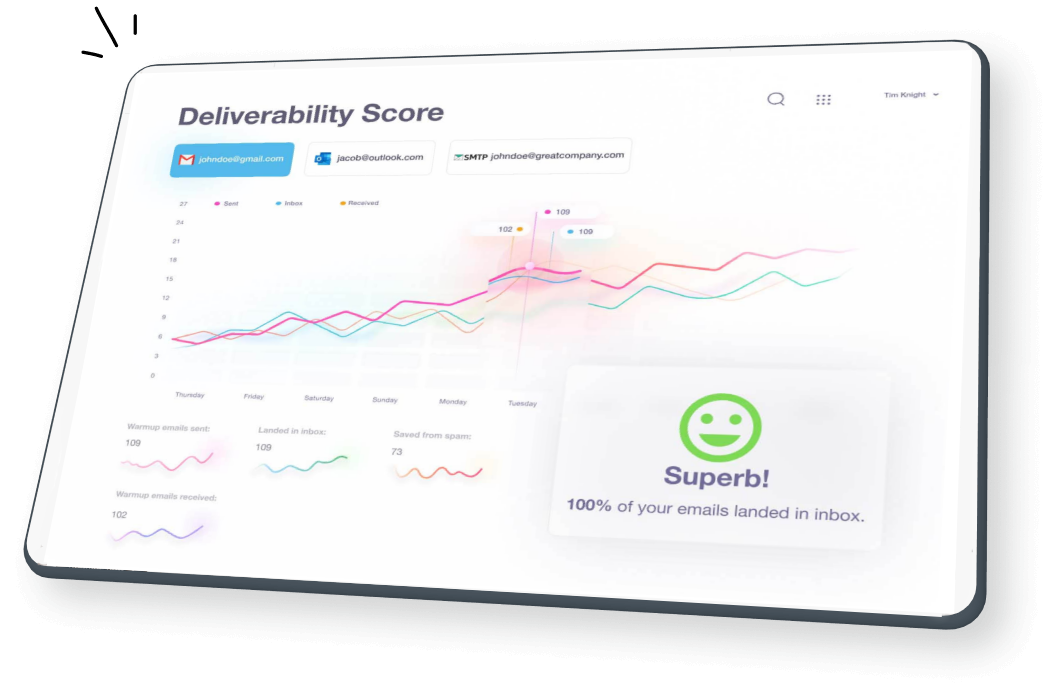 Deliverability Score
Tim Knight
johndoe@gmail.com
jacob@outlook.com
SMTP johndoe@greatcompany.com
27
Sent
Inbox
Received
24
21
18
15
12
9
6
3
0
109
102
109
Thursday
Friday
Saturday
Sunday
Monday
Tuesday
Warmup emails sent:
109
Landed in inbox:
109
Saved from spam:
73
Warmup emails received:
102
Superb!
100% of your emails landed in inbox.